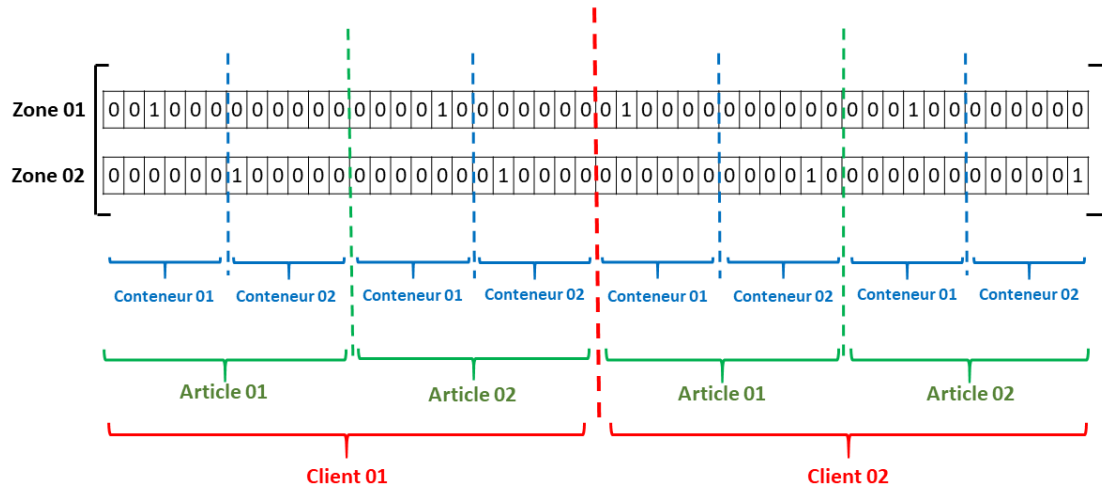 Zone 01 0 0 1 0 0 0 0 0 0 0 0 0 0 0 0 0 1 0 0 0 0 0 0 0 0 1 0 0 0 0 0 0 0 0 0 0 0 0 0 1 0 0 0 0 0 0 0 0
Zone 02 0 0 0 0 0 0 1 0 0 0 0 0 0 0 0 0 0 0 0 1 0 0 0 0 0 0 0 0 0 0 0 0 0 0 1 0 0 0 0 0 0 0 0 0 0 0 0 1
Conteneur 01 Conteneur 02 Conteneur 01 Conteneur 02 Conteneur 01 Conteneur 02 Conteneur 01 Conteneur 02
Article 01 Article 02 Article 01 Article 02
Client 01 Client 02